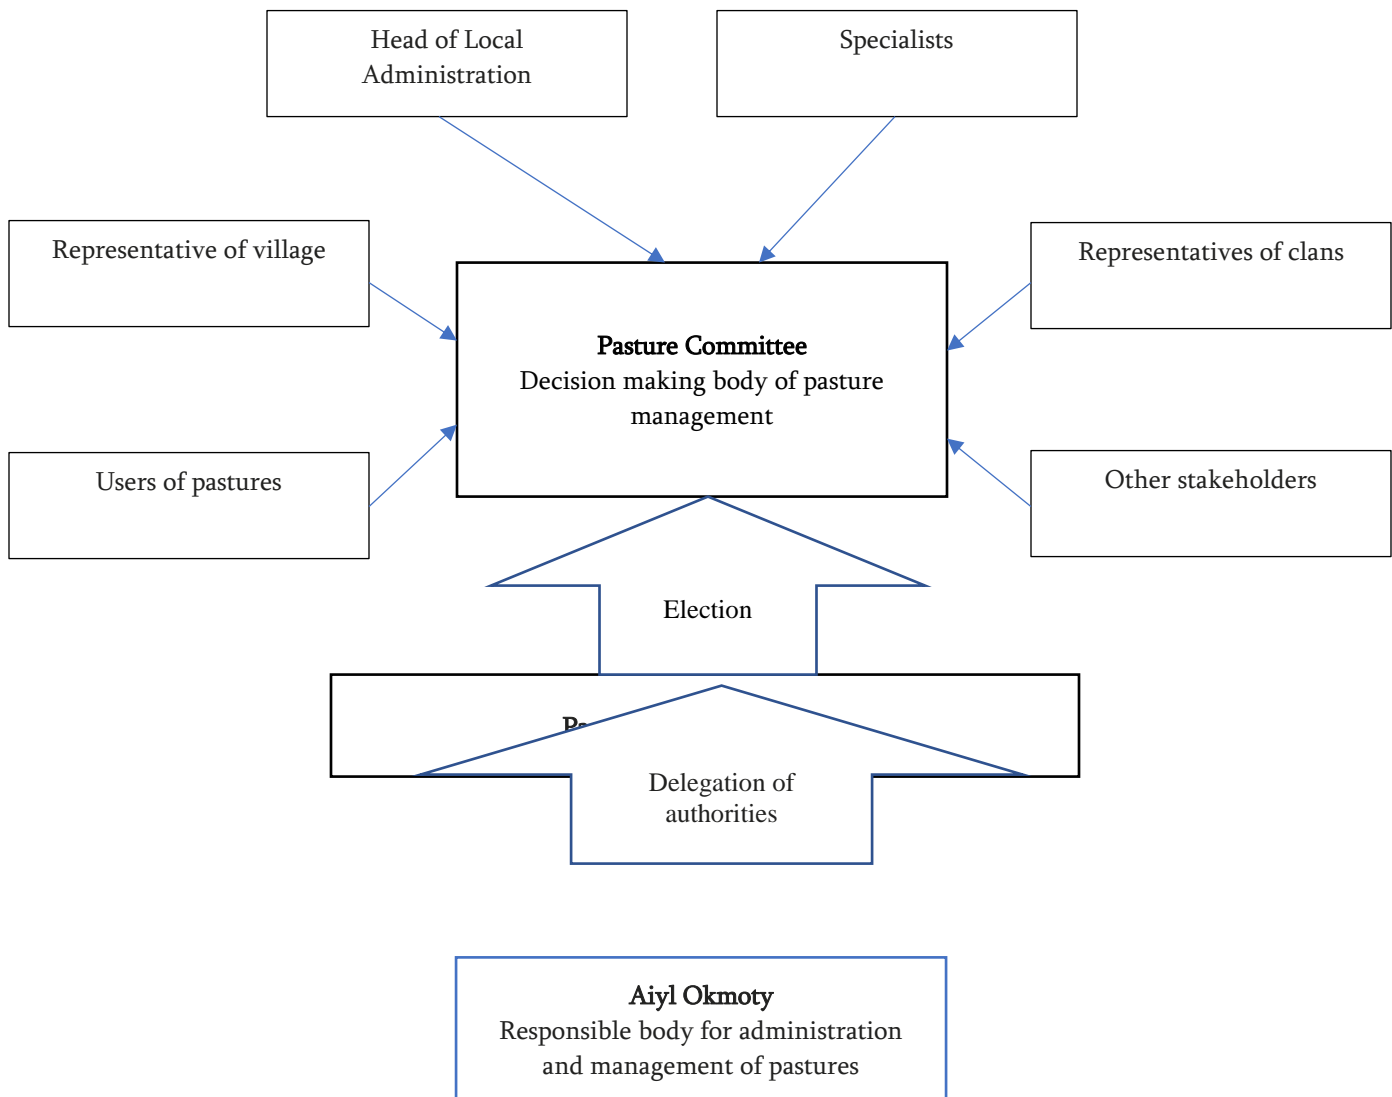 Head of Local
Administration
Specialists
Representative of village
Representatives of clans
Pasture Committee
Decision making body of pasture
management
Users of pastures
Other stakeholders
Election
Delegation of
authorities
Aiyl Okmoty
Responsible body for administration
and management of pastures